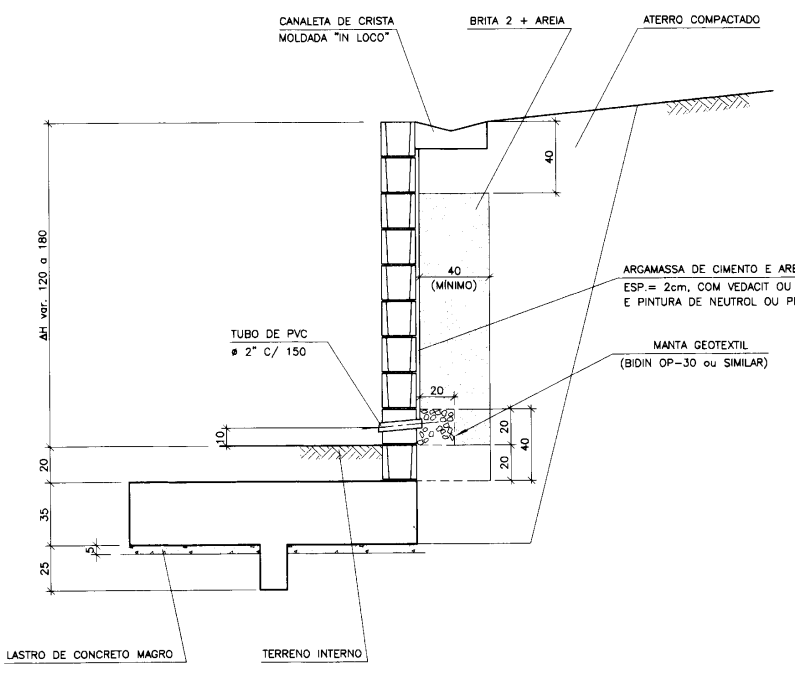 CANALETA DE CRISTA
MOLDADA "IN LOCO"
BRITA 2 + AREIA
ATERRO COMPACTADO
40
ΔH var. 120 a 180
40
(MÍNIMO)
ARGAMASSA DE CIMENTO E ARE
ESP.= 2cm, COM VEDACIT OU
E PINTURA DE NEUTROL OU P
TUBO DE PVC
ø 2" C/ 150
MANTA GEOTEXTIL
(BIDIN OP-30 ou SIMILAR)
20
10
20
40
20
20
35
5
25
LASTRO DE CONCRETO MAGRO
TERRENO INTERNO